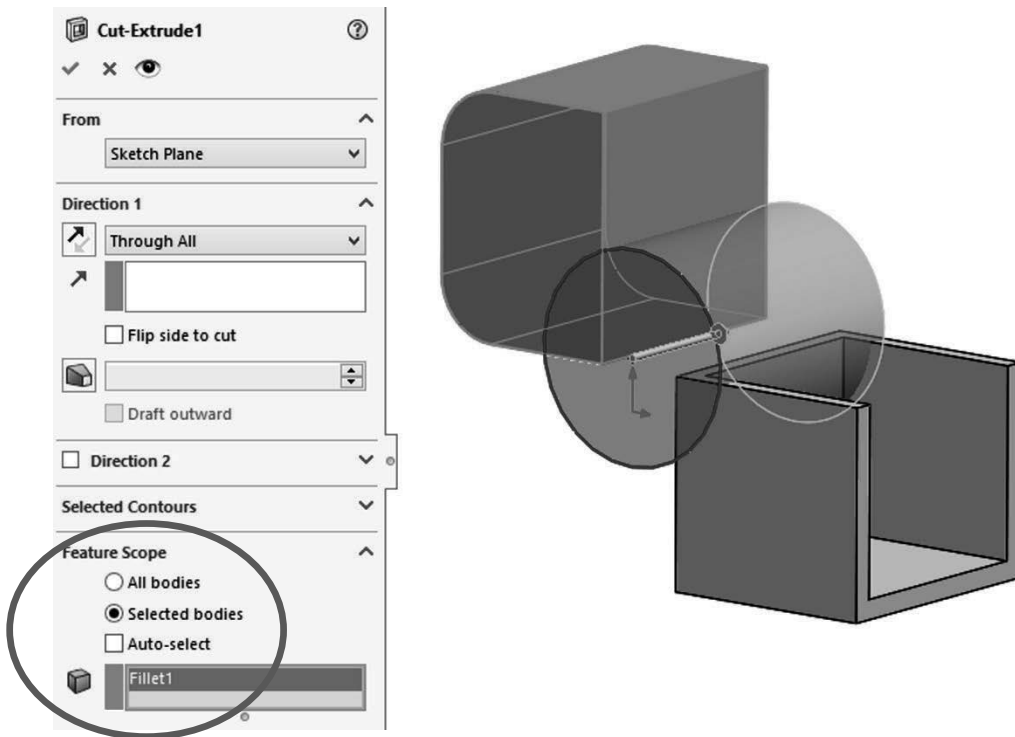 Cut-Extrude1
From
Sketch Plane
Direction 1
Through All
Flip side to cut
Draft outward
Direction 2
Selected Contours
Feature Scope
All bodies
Selected bodies
Auto-select
Fillet1